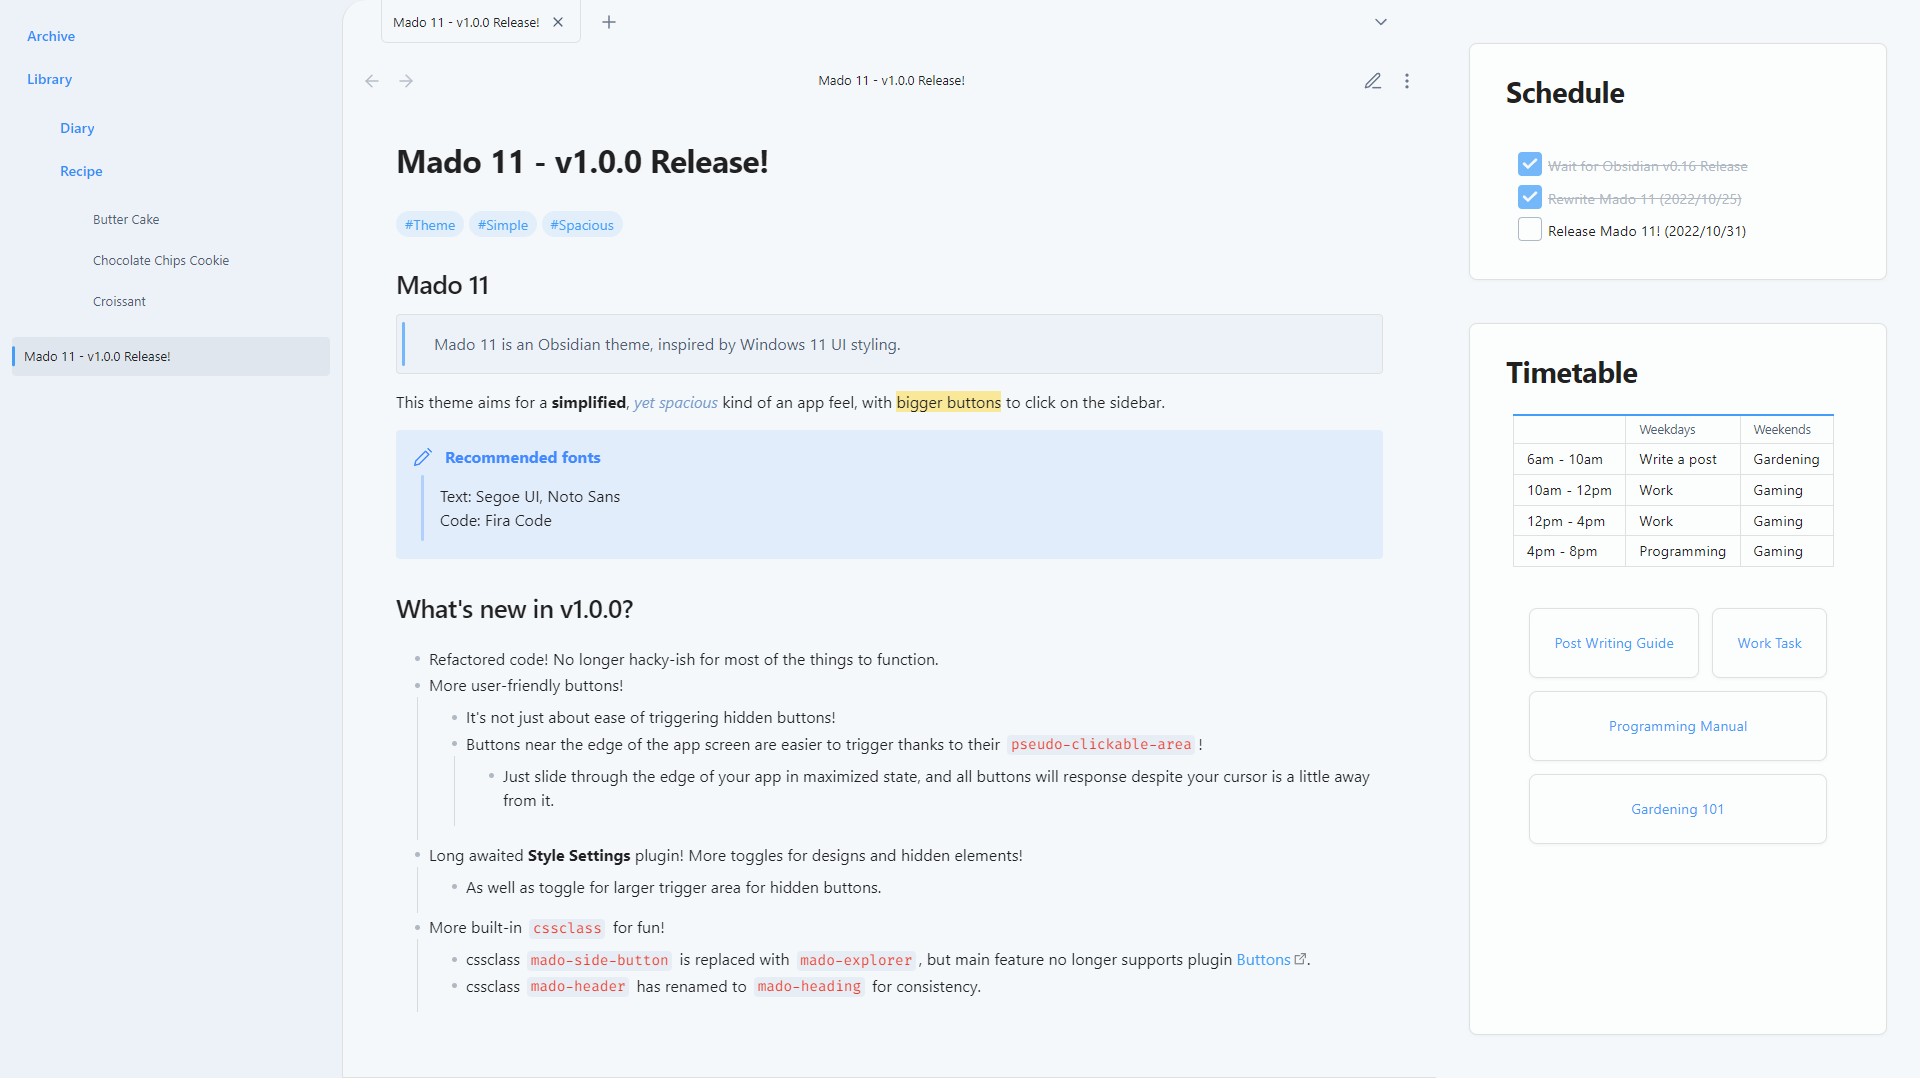 Archive
Library
Diary
Recipe
Butter Cake
Chocolate Chips Cookie
Croissant
Mado 11 - v1.0.0 Release!
Mado 11 - v1.0.0 Release!
Mado 11 - v1.0.0 Release!
Mado 11 - v1.0.0 Release!
#Theme #Simple #Spacious
Mado 11
Mado 11 is an Obsidian theme, inspired by Windows 11 UI styling.
This theme aims for a simplified, yet spacious kind of an app feel, with bigger buttons to click on the sidebar.
Recommended fonts
Text: Segoe UI, Noto Sans
Code: Fira Code
What's new in v1.0.0?
Refactored code! No longer hacky-ish for most of the things to function.
More user-friendly buttons!
It's not just about ease of triggering hidden buttons!
Buttons near the edge of the app screen are easier to trigger thanks to their pseudo-clickable-area !
Just slide through the edge of your app in maximized state, and all buttons will response despite your cursor is a little away
from it.
Long awaited Style Settings plugin! More toggles for designs and hidden elements!
As well as toggle for larger trigger area for hidden buttons.
More built-in cssclass for fun!
cssclass mado-side-button is replaced with mado-explorer , but main feature no longer supports plugin Buttons.
cssclass mado-header has renamed to mado-heading for consistency.
Schedule
Wait for Obsidian v0.16 Release
Rewrite Mado 11 (2022/10/25)
Release Mado 11! (2022/10/31)
Timetable
Weekdays Weekends
6am - 10am Write a post Gardening
10am - 12pm Work Gaming
12pm - 4pm Work Gaming
4pm - 8pm Programming Gaming
Post Writing Guide Work Task
Programming Manual
Gardening 101